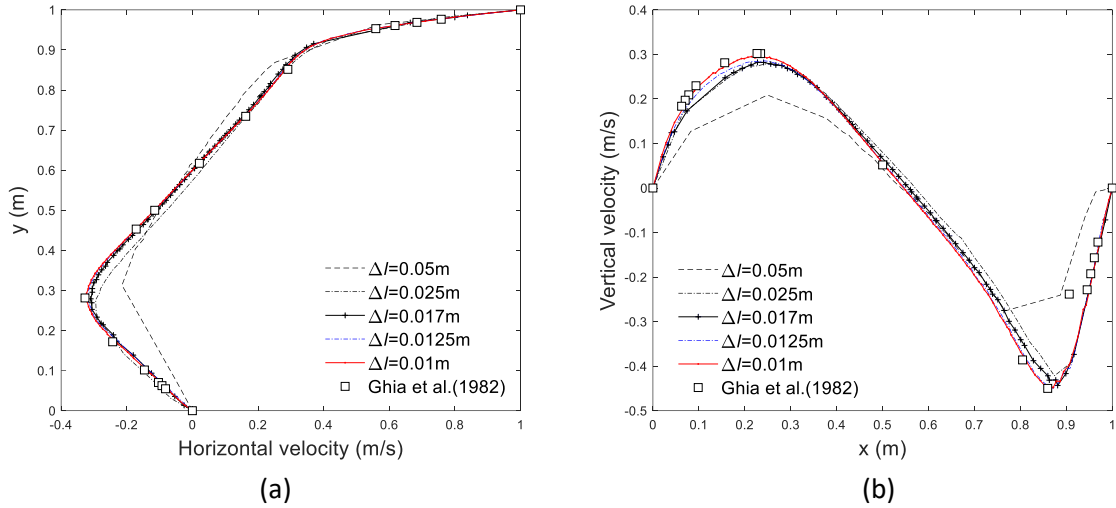 1
0.9
0.8
0.7
0.6
0.5
0.4
0.3
0.2
0.1
0
y (m)
Δl=0.05m
Δl=0.025m
Δl=0.017m
Δl=0.0125m
Δl=0.01m
Ghia et al.(1982)
-0.4 -0.2 0 0.2 0.4 0.6 0.8 1
Horizontal velocity (m/s)
(a)
0.4
0.3
0.2
0.1
0
-0.1
-0.2
-0.3
-0.4
-0.5
Vertical velocity (m/s)
Δl=0.05m
Δl=0.025m
Δl=0.017m
Δl=0.0125m
Δl=0.01m
Ghia et al.(1982)
0 0.1 0.2 0.3 0.4 0.5 0.6 0.7 0.8 0.9 1
x (m)
(b)